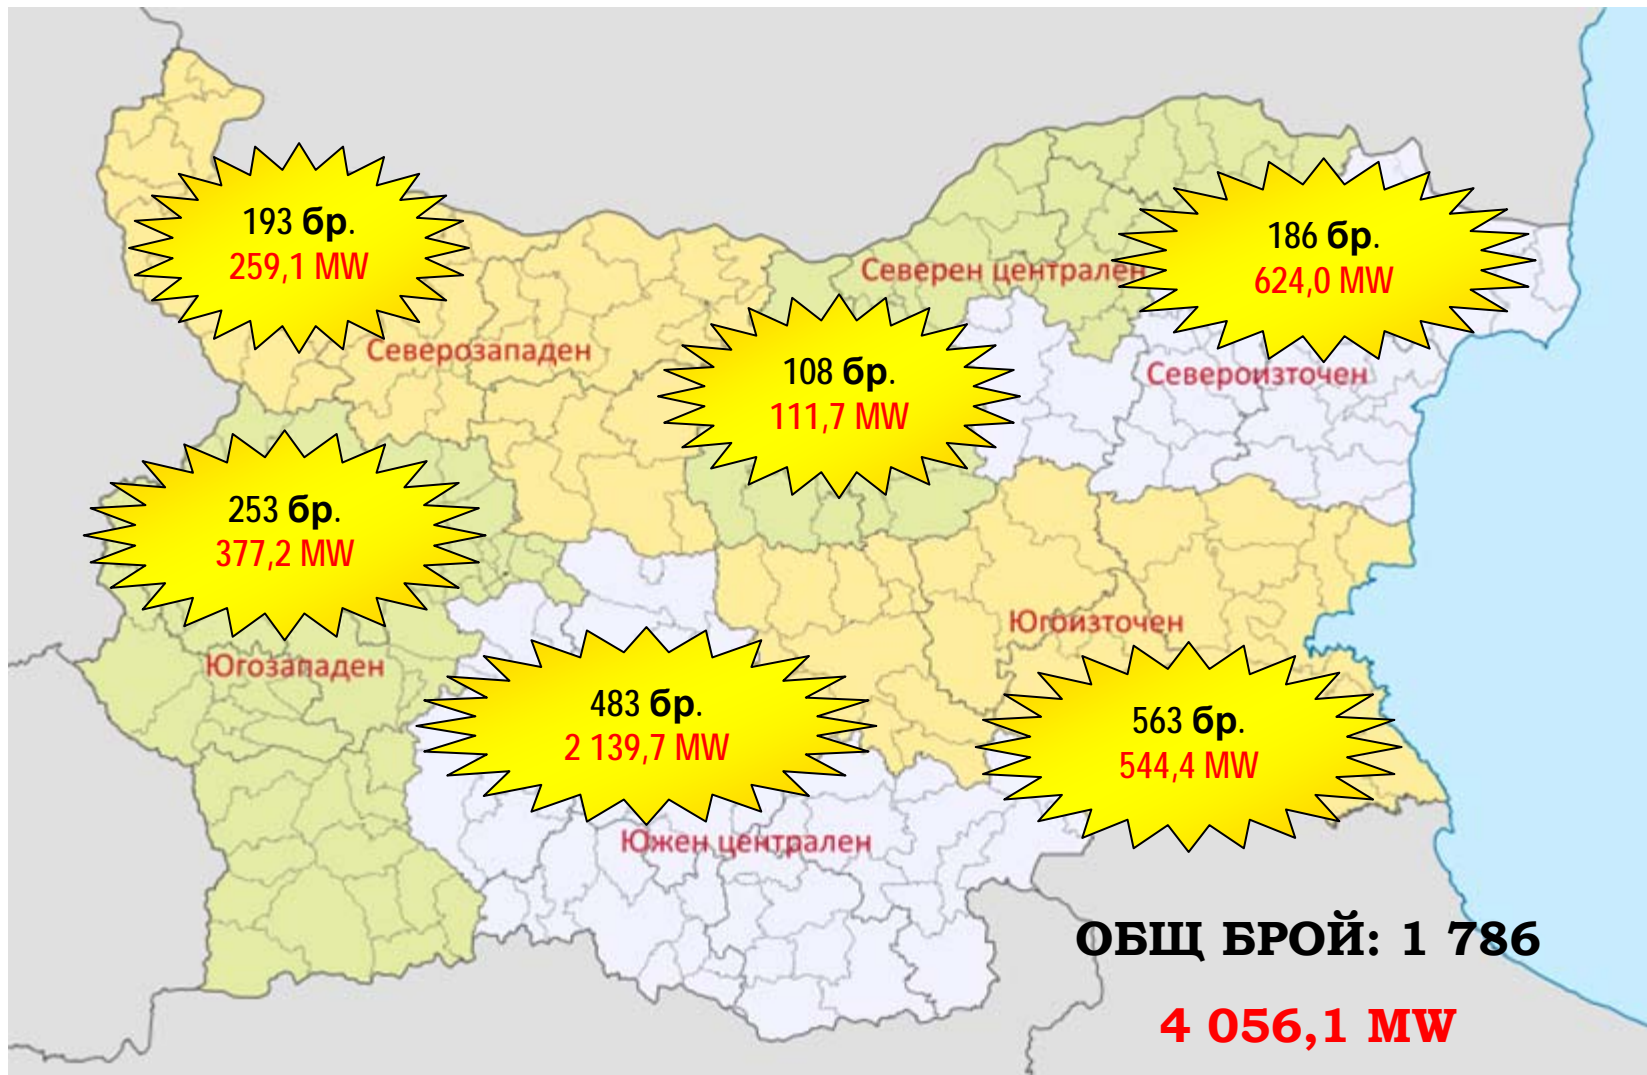 193 бр.
259,1 MW
186 бр.
624,0 MW
Северен централен
Северозападен
108 бр.
111,7 MW
Североизточен
253 бр.
377,2 MW
Югоизточен
Югозападен
483 бр.
2 139,7 MW
563 бр.
544,4 MW
Южен централен
ОБЩ БРОЙ: 1 786
4 056,1 MW